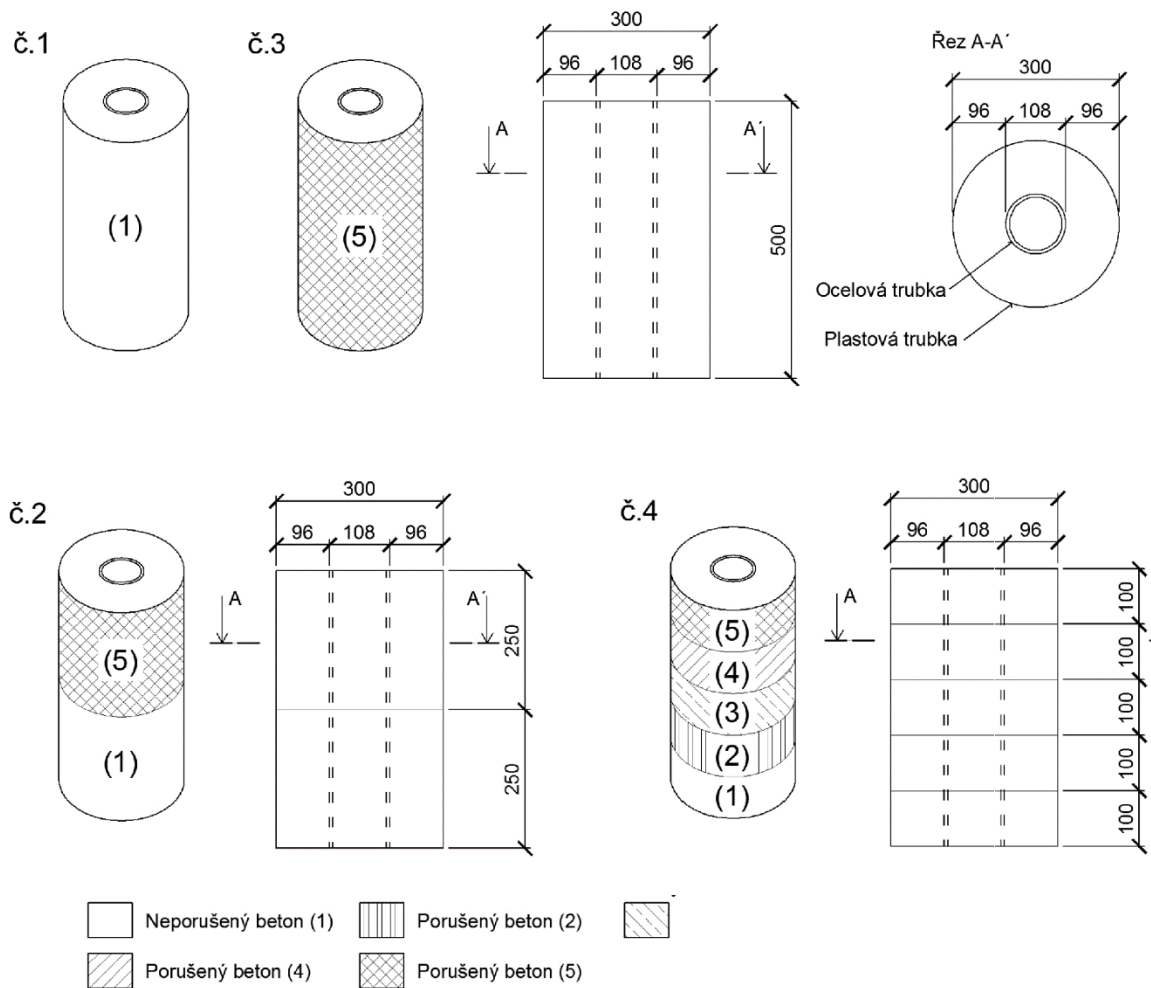 č.1
č.3
(1)
(5)
300
96 108 96
A A´
500
Řez A-A´
300
96 108 96
Ocelová trubka
Plastová trubka
č.2
(5)
(1)
300
96 108 96
A A´
250
250
č.4
(5)
(4)
(3)
(2)
(1)
300
96 108 96
A
100
100
100
100
100
Neporušený beton (1)
Porušený beton (2)
Porušený beton (4)
Porušený beton (5)